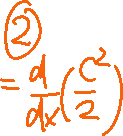 ②
= d/dx (c²/2)